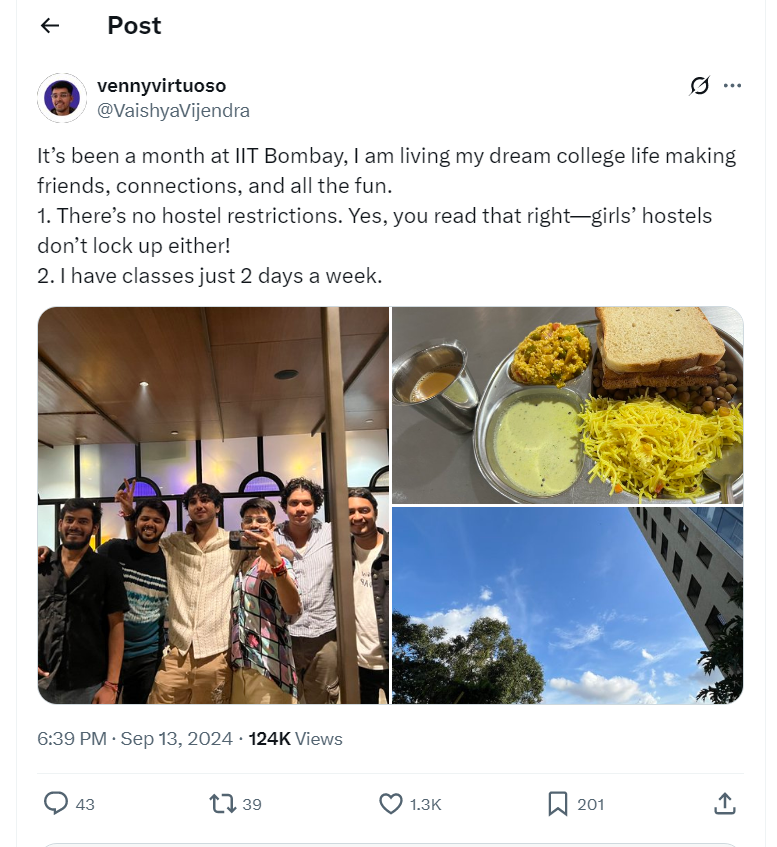 Post
vennyvirtuoso
@VaishyaVijendra
It’s been a month at IIT Bombay, I am living my dream college life making
friends, connections, and all the fun.
1. There’s no hostel restrictions. Yes, you read that right—girls’ hostels
don’t lock up either!
2. I have classes just 2 days a week.
6:39 PM · Sep 13, 2024 · 124K Views
43 39 1.3K 201